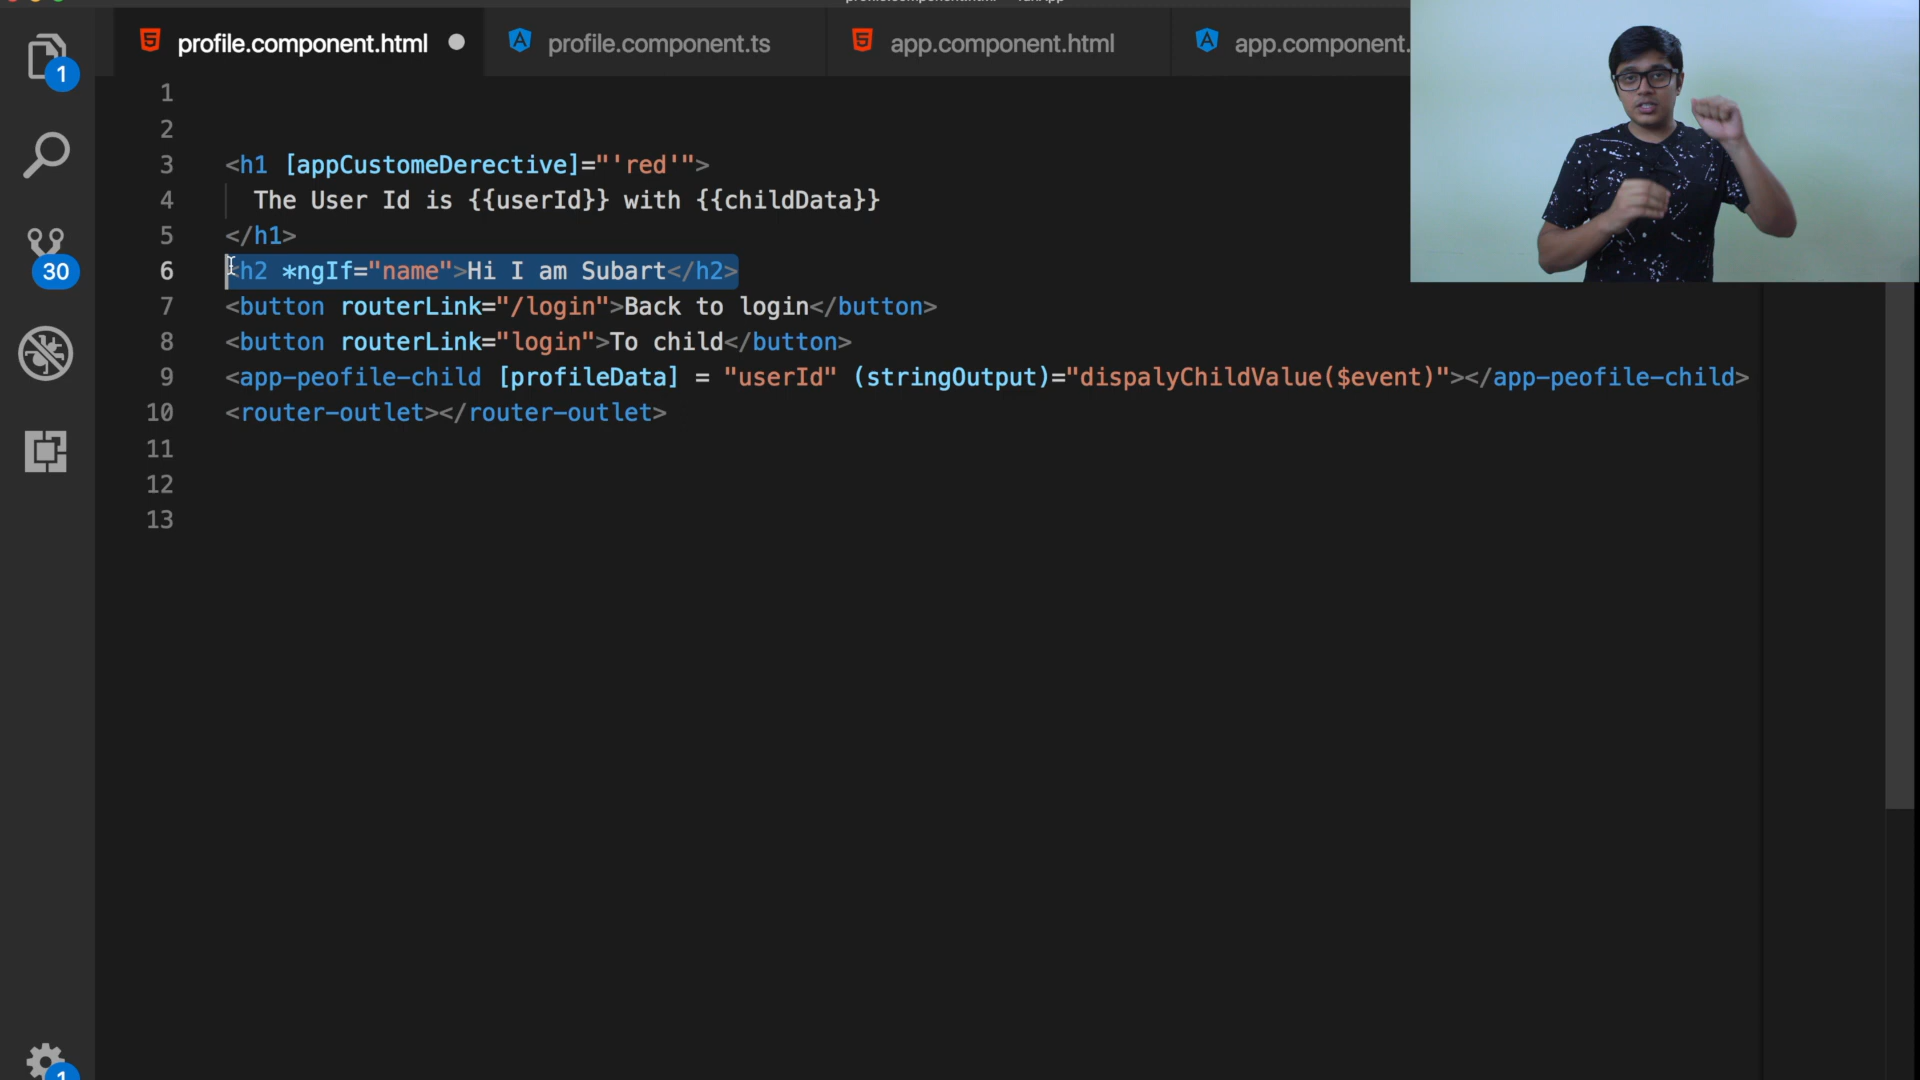 profile.component.html
profile.component.ts
app.component.html
app.component.
1
30
1
1
2
3 <h1 [appCustomeDerective]="'red'">
4 The User Id is {{userId}} with {{childData}}
5 </h1>
6 <h2 *ngIf="name">Hi I am Subart</h2>
7 <button routerLink="/login">Back to login</button>
8 <button routerLink="login">To child</button>
9 <app-peofile-child [profileData] = "userId" (stringOutput)="dispalyChildValue($event)"></app-peofile-child>
10 <router-outlet></router-outlet>
11
12
13